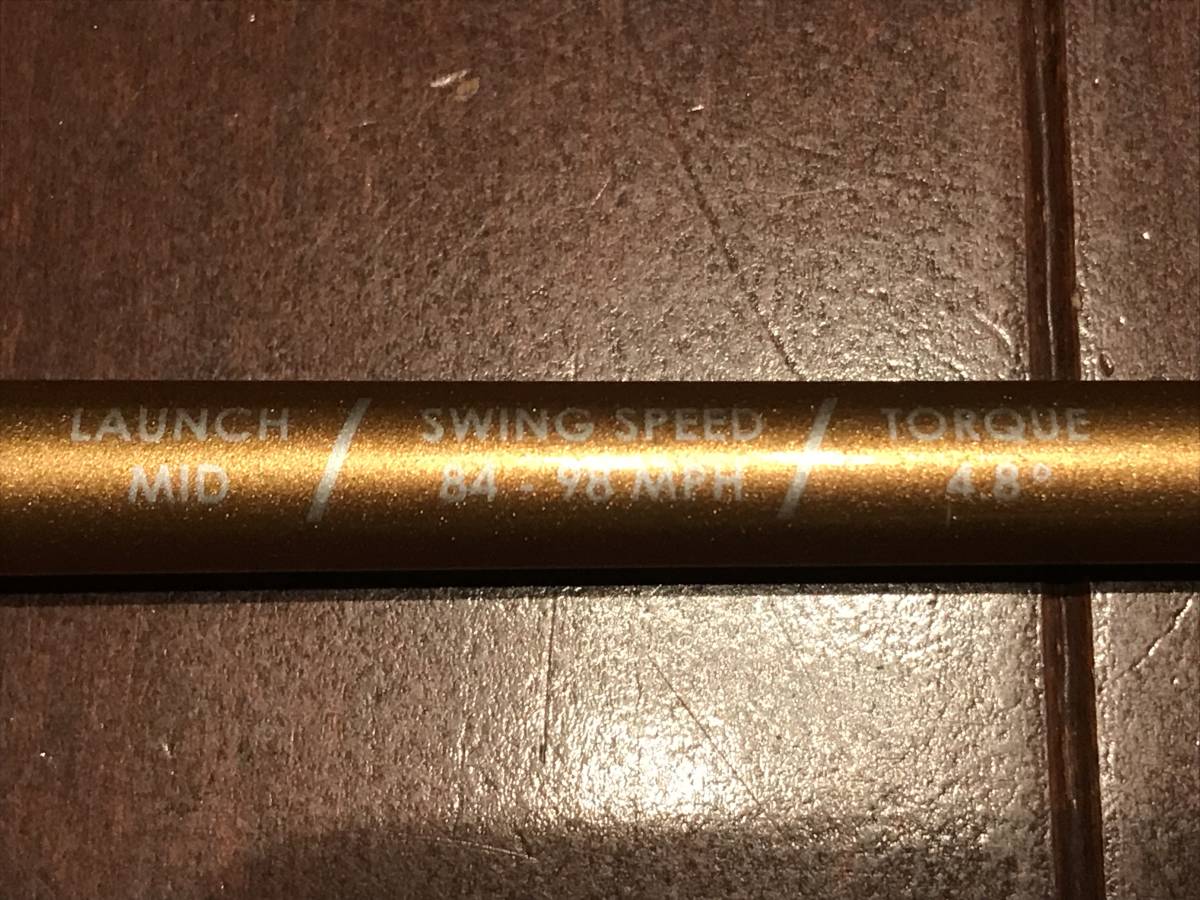 LAUNCH / SWING SPEED / TORQUE
MID 84 - 98 MPH 4.8°